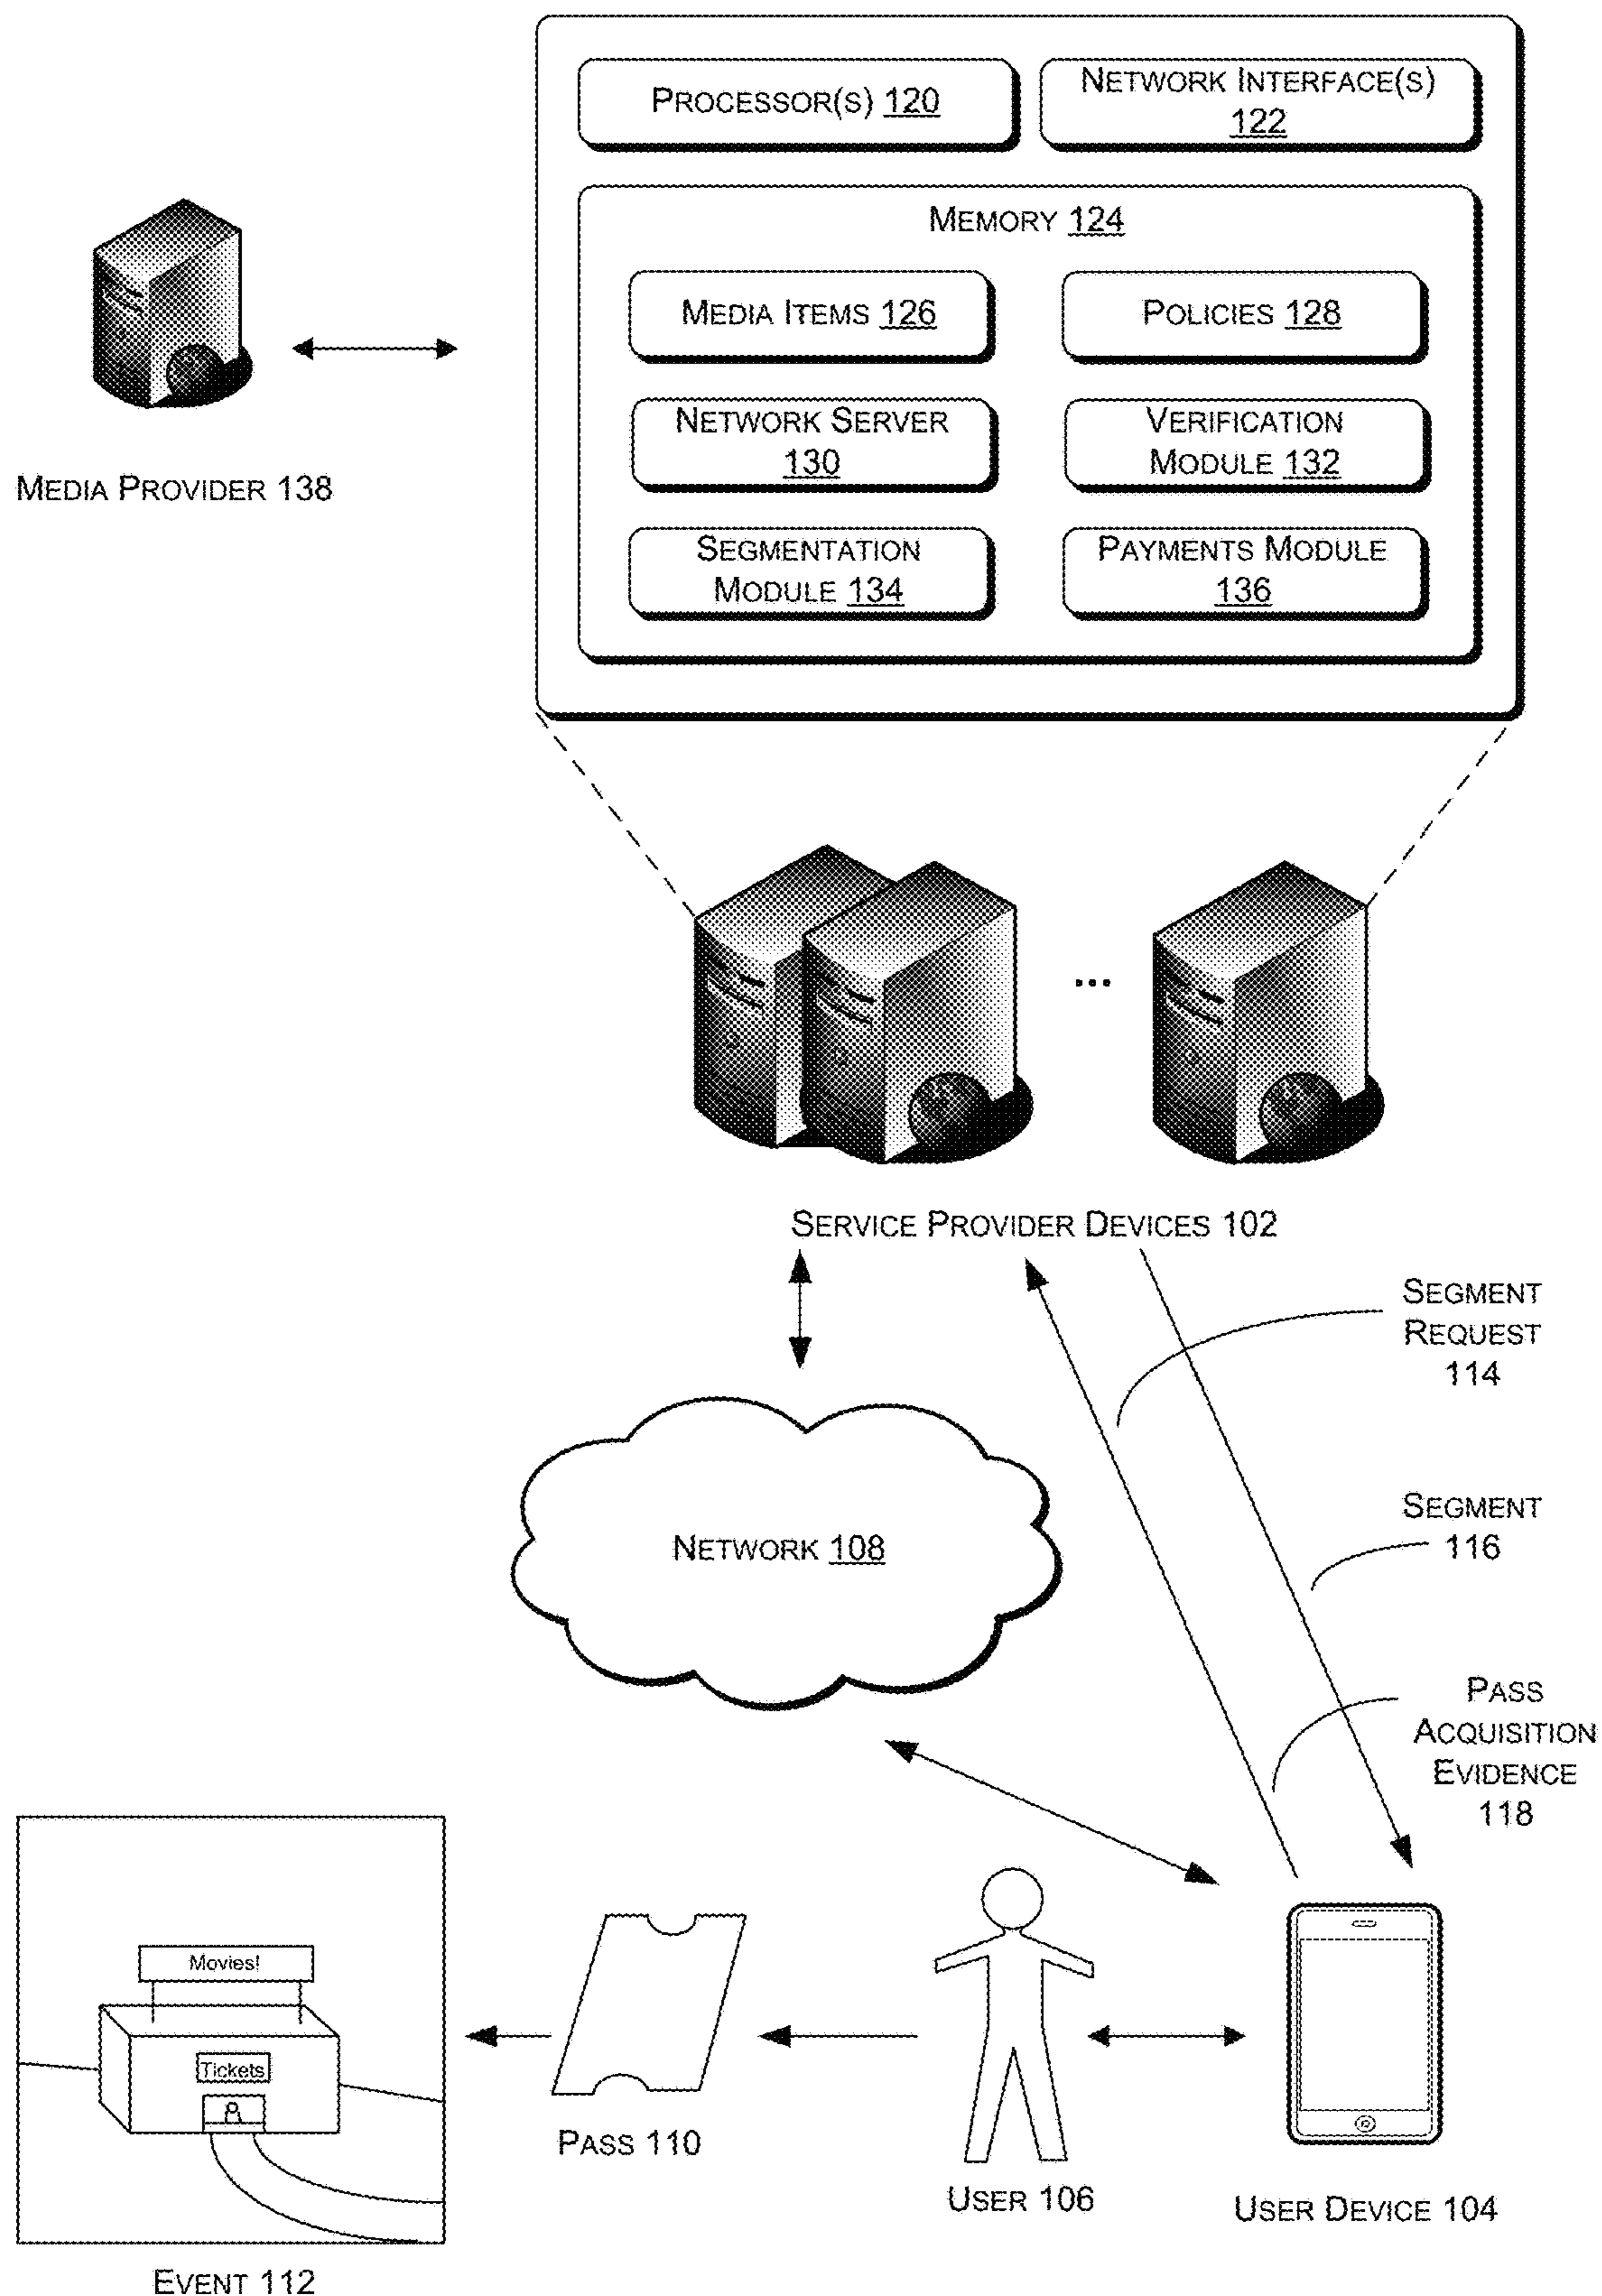 PROCESSOR(S) 120
NETWORK INTERFACE(S)
122
MEMORY 124
MEDIA ITEMS 126
POLICIES 128
NETWORK SERVER
130
VERIFICATION
MODULE 132
SEGMENTATION
MODULE 134
PAYMENTS MODULE
136
MEDIA PROVIDER 138
...
SERVICE PROVIDER DEVICES 102
SEGMENT
REQUEST
114
SEGMENT
116
NETWORK 108
PASS
ACQUISITION
EVIDENCE
118
Movies!
Tickets
PASS 110
USER 106
USER DEVICE 104
EVENT 112